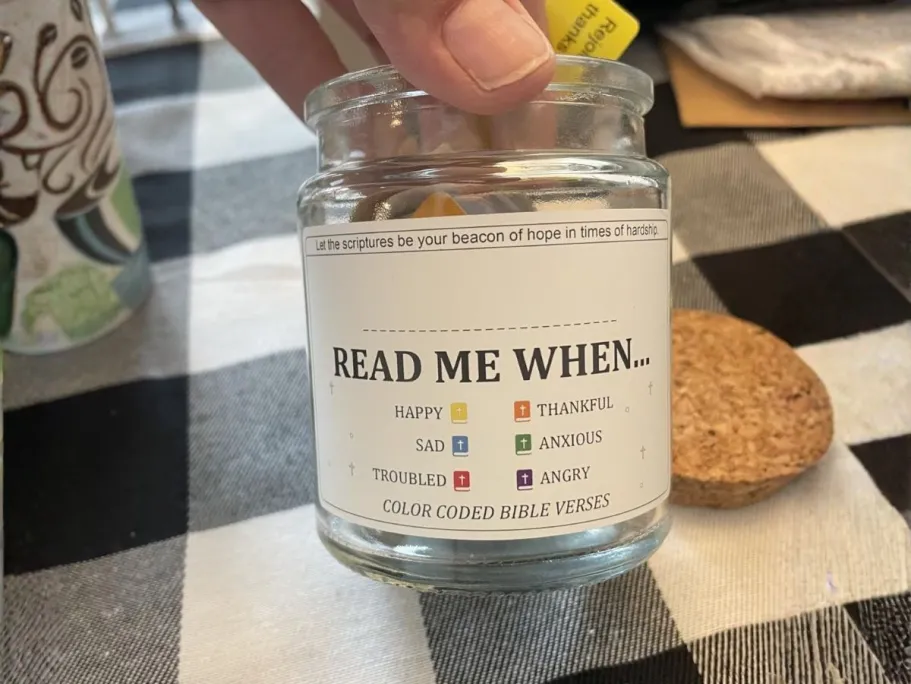 thanks
Let the scriptures be your beacon of hope in times of hardship.
READ ME WHEN...
HAPPY THANKFUL
SAD ANXIOUS
TROUBLED ANGRY
COLOR CODED BIBLE VERSES